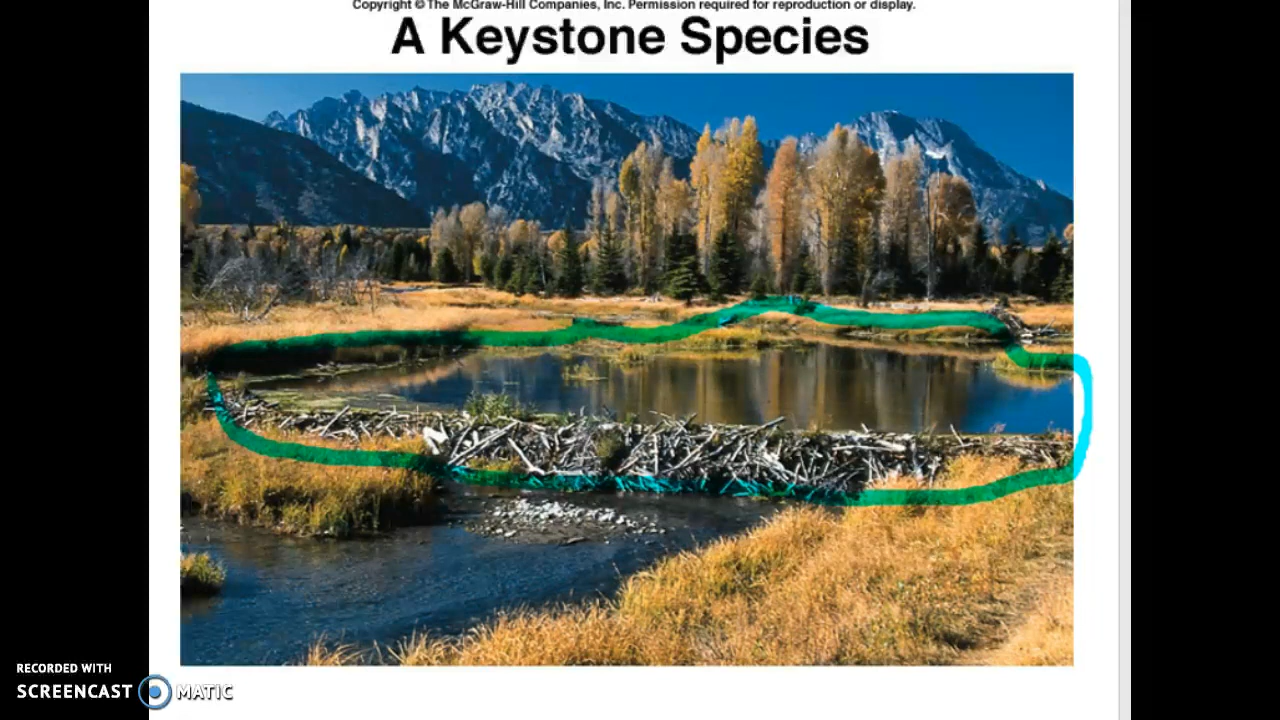 Copyright © The McGraw-Hill Companies, Inc. Permission required for reproduction or display.
A Keystone Species
RECORDED WITH
SCREENCAST MATIC